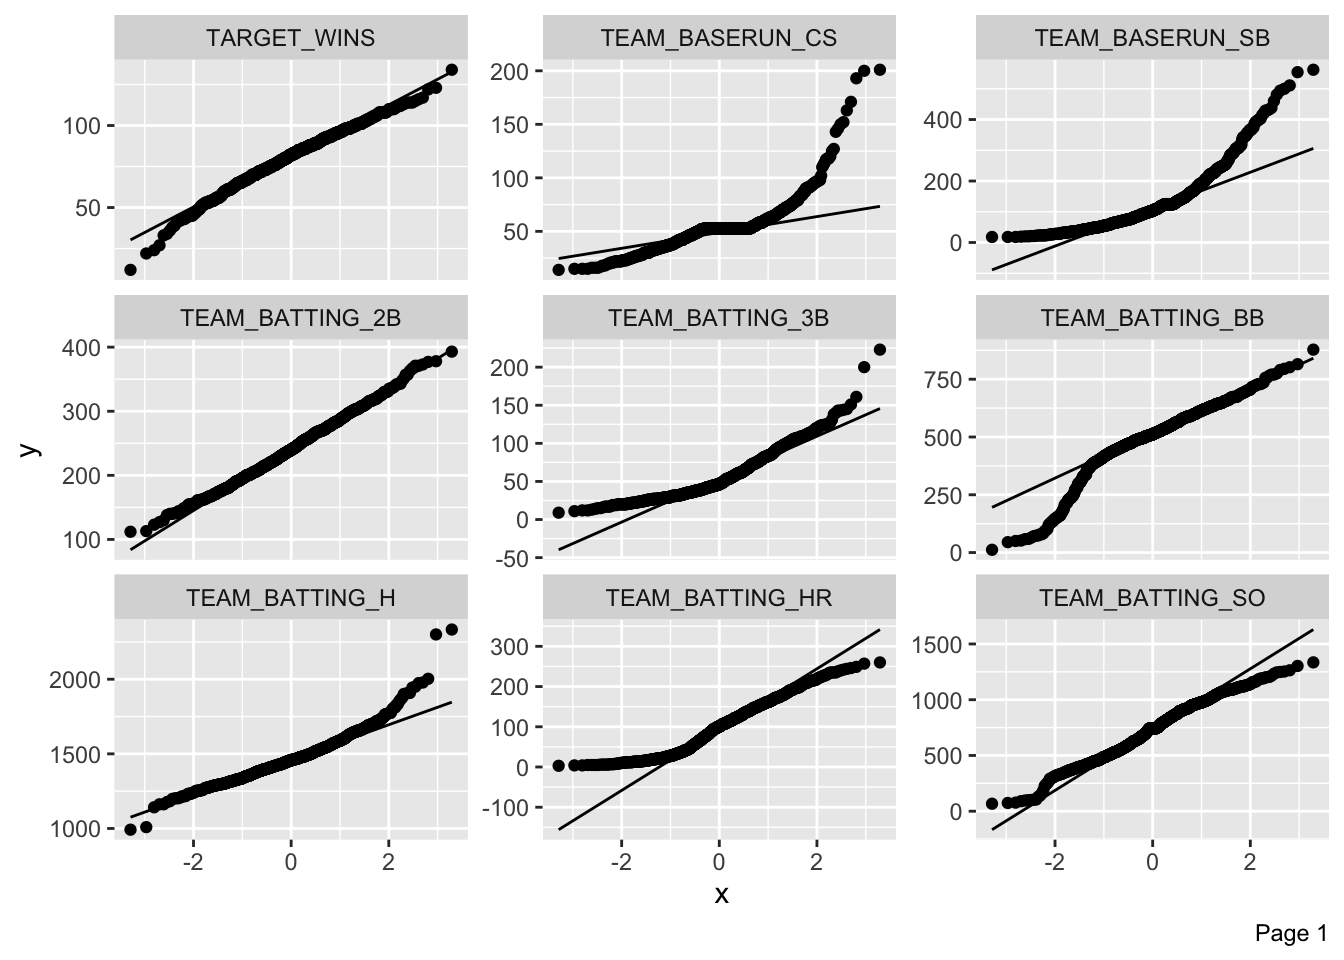 TARGET_WINS
TEAM_BASERUN_CS
TEAM_BASERUN_SB
100
50
200
150
100
50
400
200
0
TEAM_BATTING_2B
TEAM_BATTING_3B
TEAM_BATTING_BB
400
300
200
100
200
150
100
50
0
-50
750
500
250
0
y
TEAM_BATTING_H
TEAM_BATTING_HR
TEAM_BATTING_SO
2000
1500
1000
300
200
100
0
-100
1500
1000
500
0
-2 0 2
-2 0 2
-2 0 2
x
Page 1